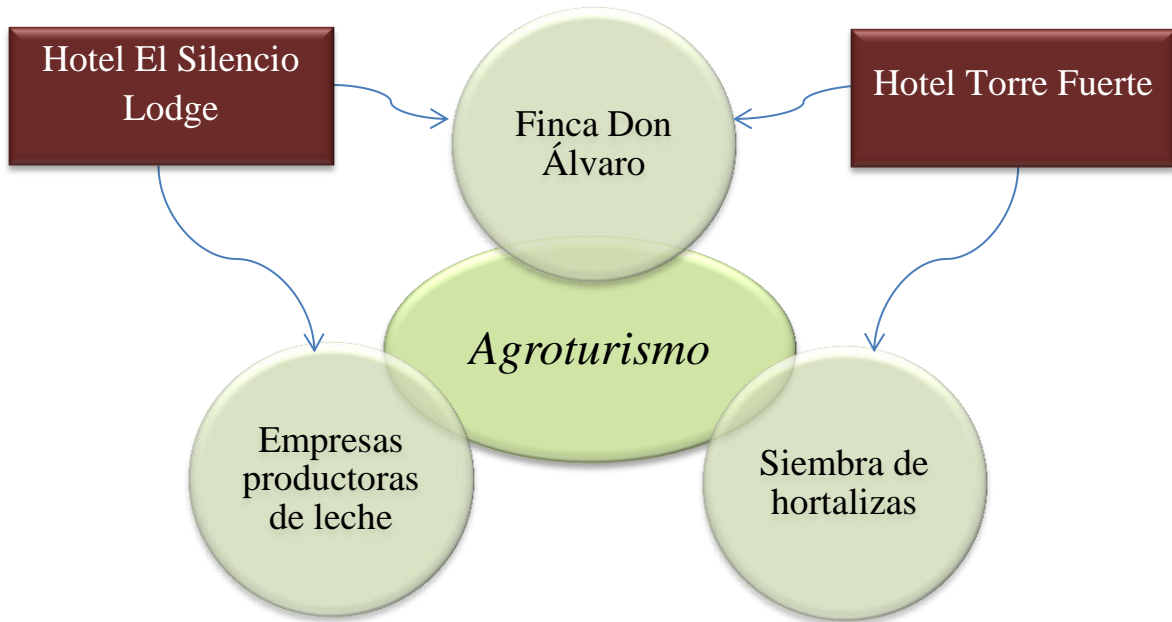 Hotel El Silencio
Lodge
Hotel Torre Fuerte
Finca Don
Álvaro
Agroturismo
Empresas
productoras
de leche
Siembra de
hortalizas